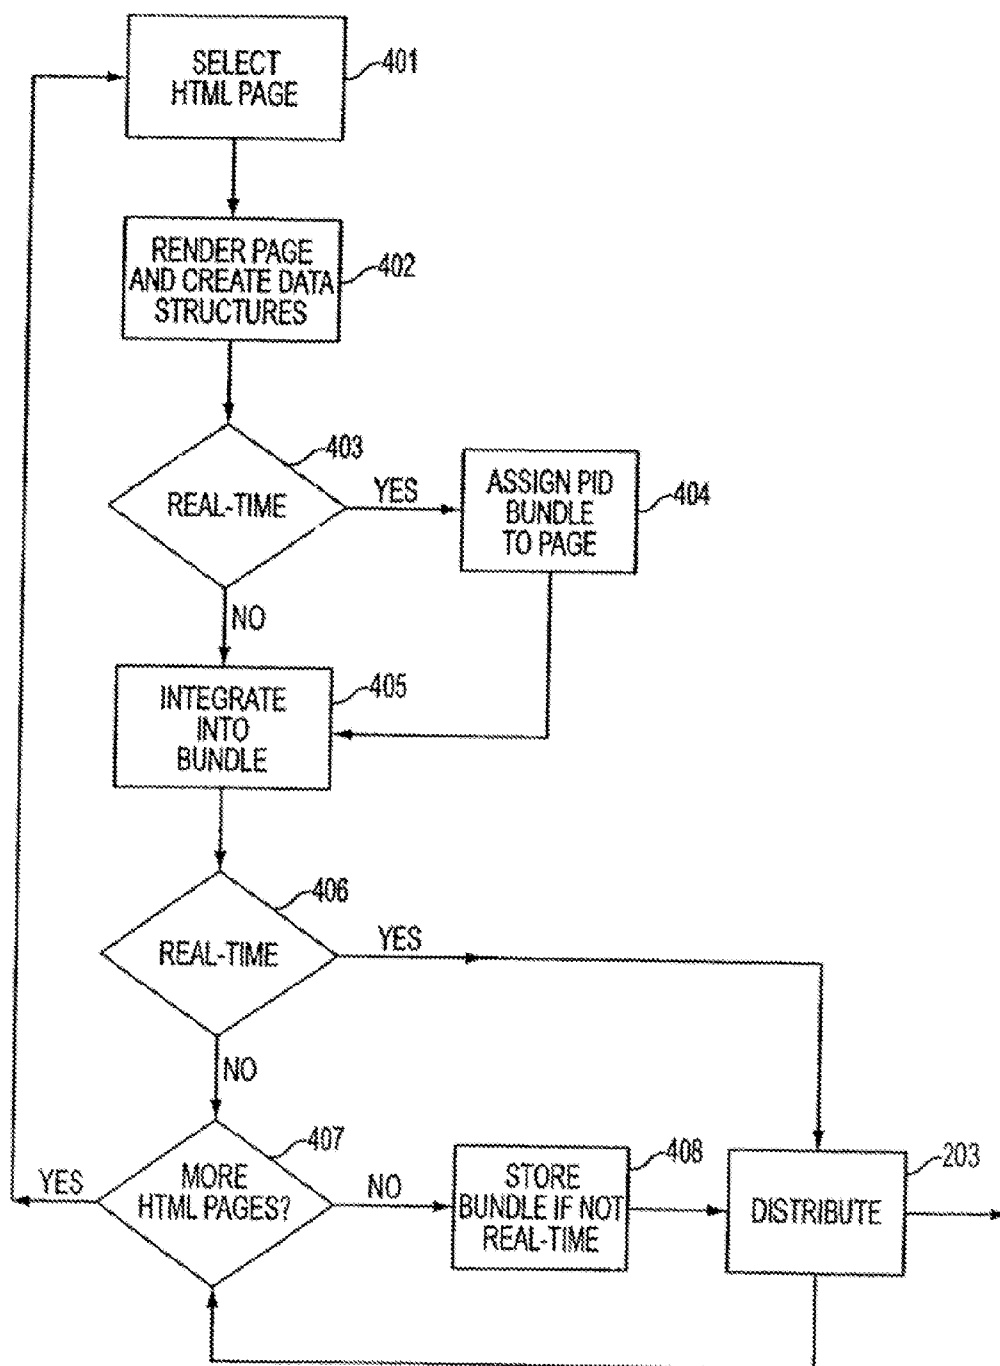 SELECT
HTML PAGE
401
RENDER PAGE
AND CREATE DATA
STRUCTURES
402
403
REAL-TIME
YES
ASSIGN PID
BUNDLE
TO PAGE
404
NO
INTEGRATE
INTO
BUNDLE
405
406
REAL-TIME
YES
NO
407
MORE
HTML PAGES?
YES
NO
STORE
BUNDLE IF NOT
REAL-TIME
408
DISTRIBUTE
203